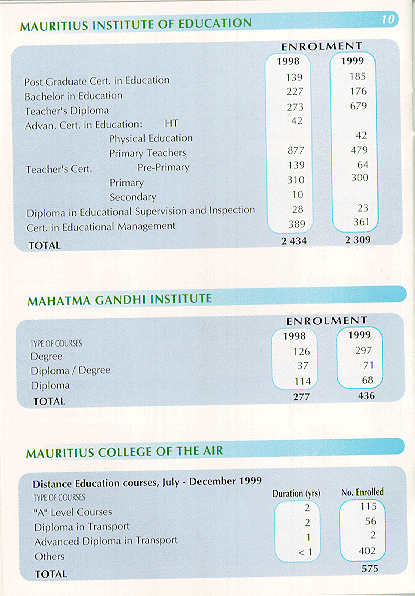 MAURITIUS INSTITUTE OF EDUCATION 10
ENROLMENT
1998 1999
Post Graduate Cert. in Education 139 185
Bachelor in Education 227 176
Teacher's Diploma 273 679
Advan. Cert. in Education: HT 42
Physical Education 42
Primary Teachers 877 479
Teacher's Cert. Pre-Primary 139 64
Primary 310 300
Secondary 10
Diploma in Educational Supervision and Inspection 28 23
Cert. in Educational Management 389 361
TOTAL 2 434 2 309
MAHATMA GANDHI INSTITUTE
ENROLMENT
TYPE OF COURSES 1998 1999
Degree 126 297
Diploma / Degree 37 71
Diploma 114 68
TOTAL 277 436
MAURITIUS COLLEGE OF THE AIR
Distance Education courses, July - December 1999
TYPE OF COURSES Duration (yrs) No. Enrolled
"A" Level Courses 2 115
Diploma in Transport 2 56
Advanced Diploma in Transport 1 2
Others < 1 402
TOTAL 575